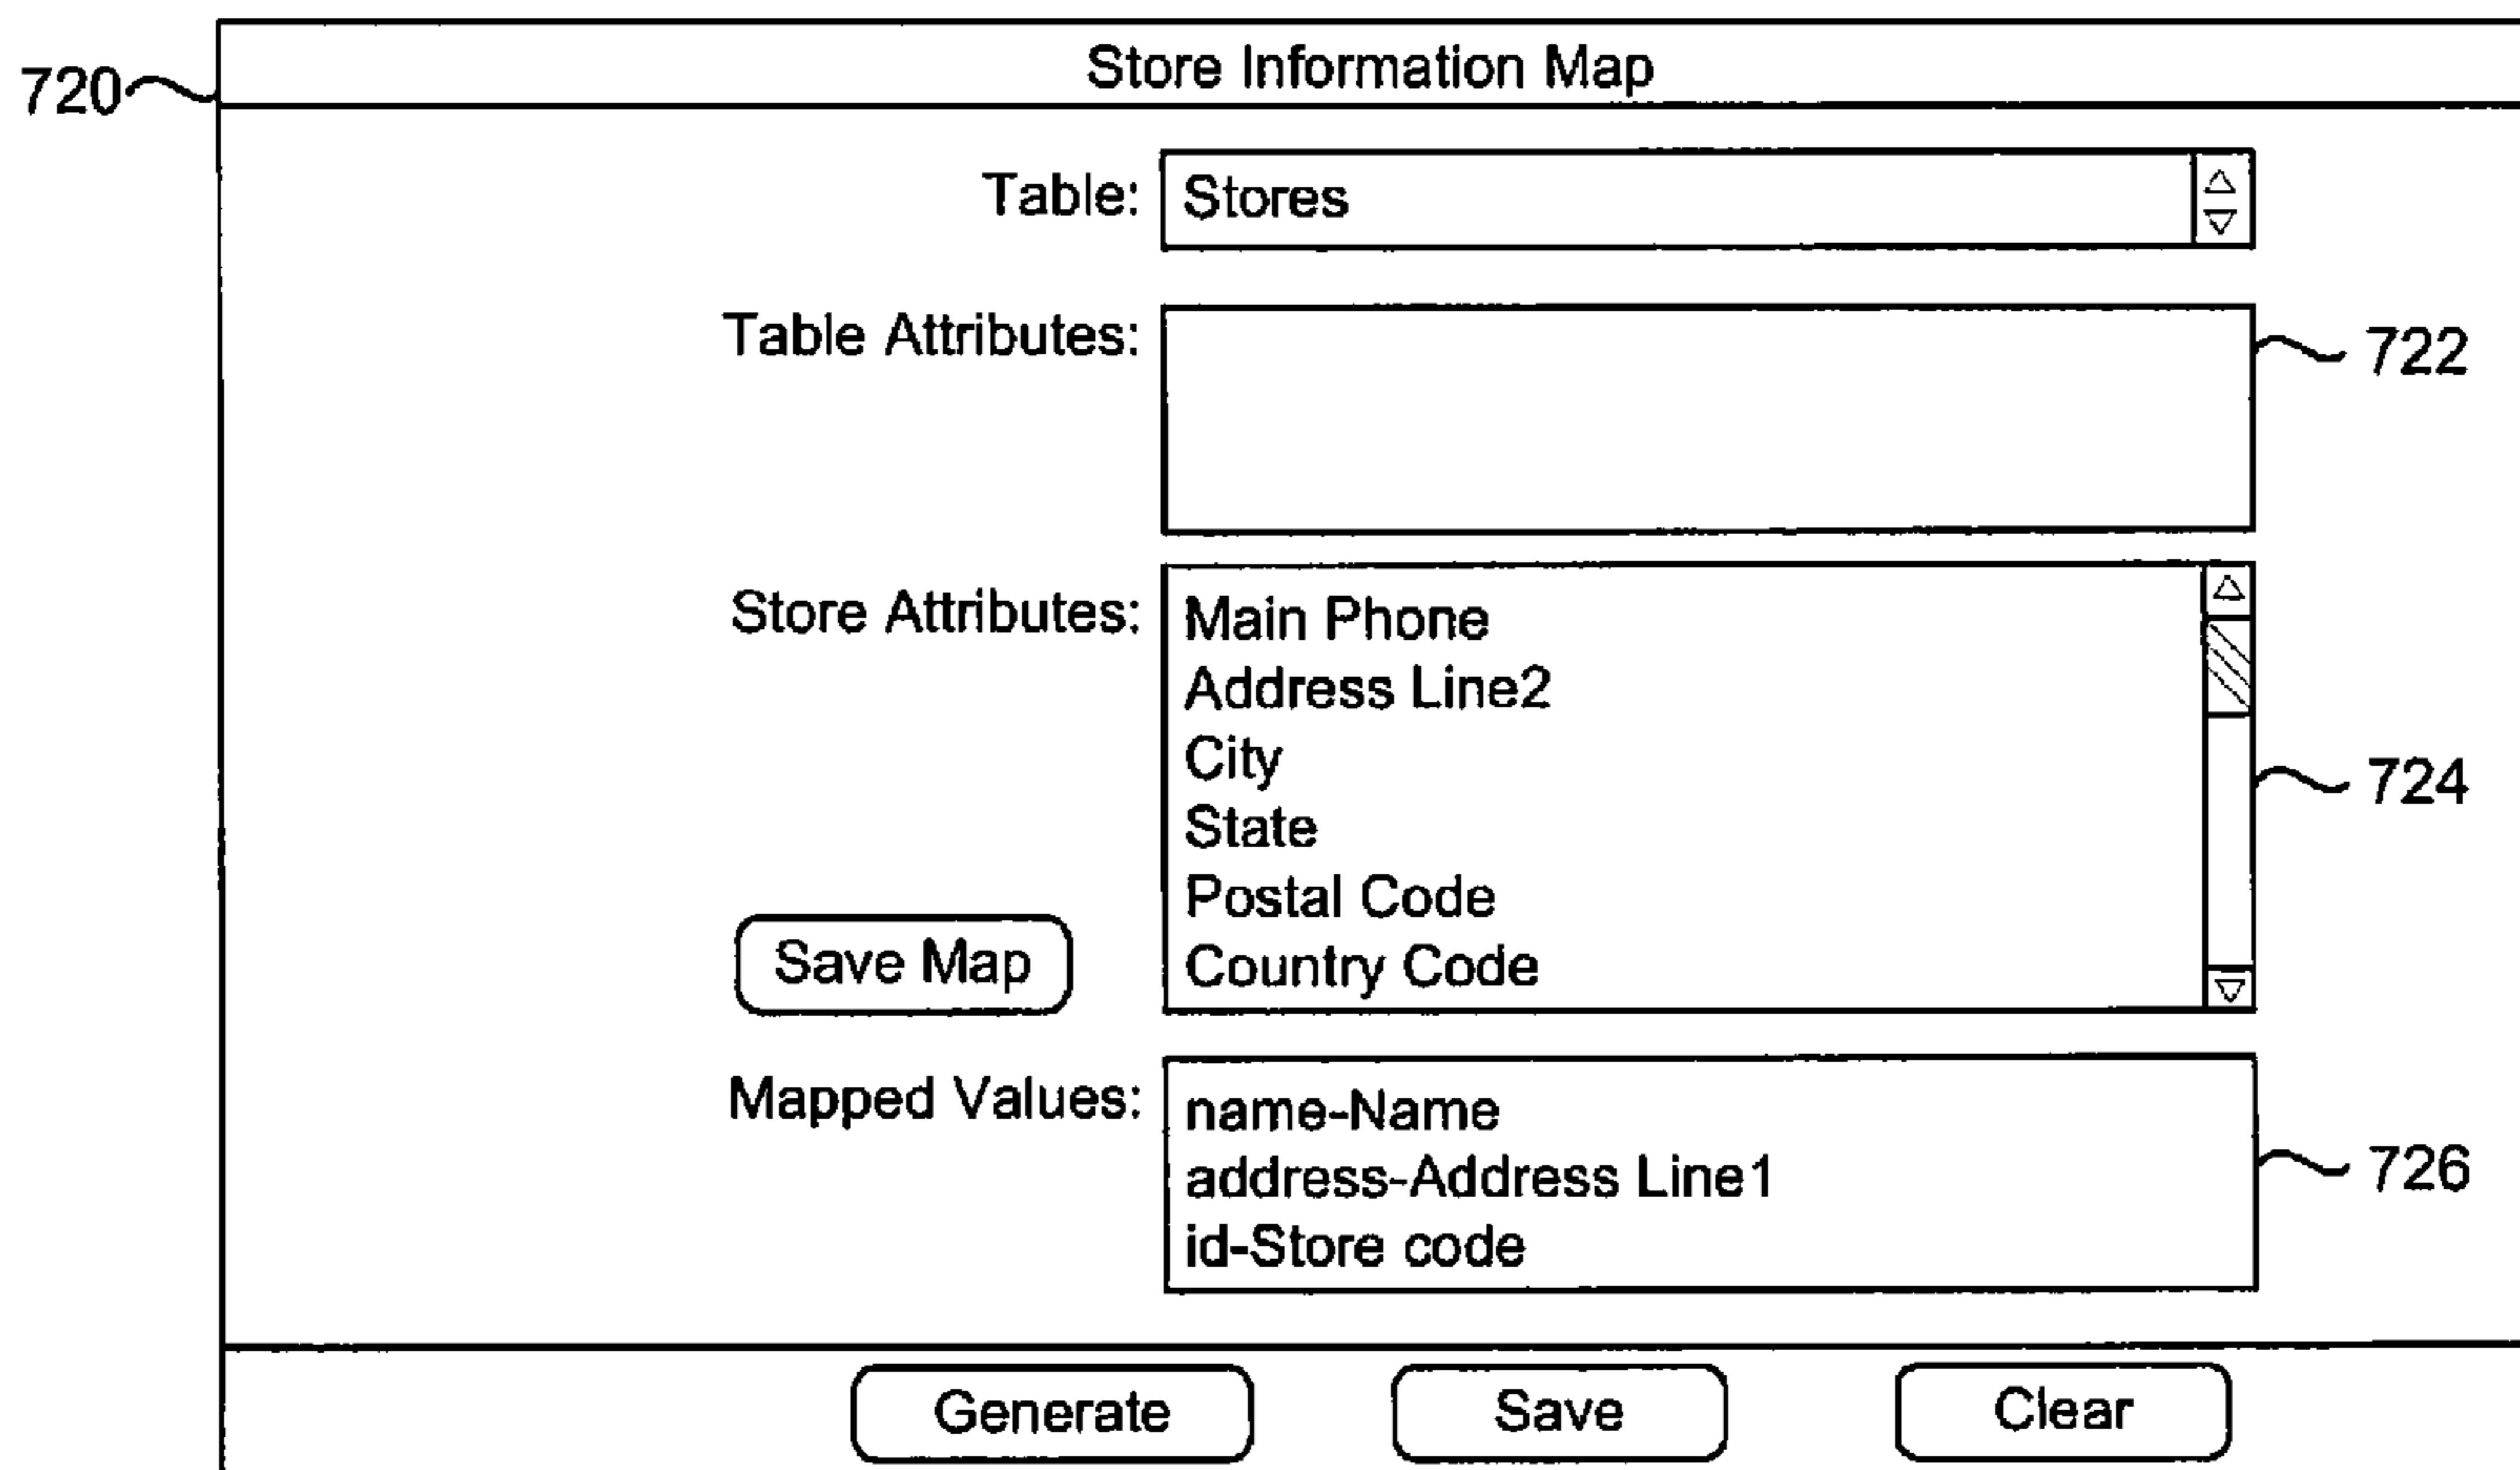 Store Information Map
720
Table: Stores
Table Attributes:
722
Store Attributes: Main Phone
Address Line2
City
724
State
Postal Code
Save Map
Country Code
Mapped Values: name-Name
address-Address Line1
726
id-Store code
Generate Save Clear